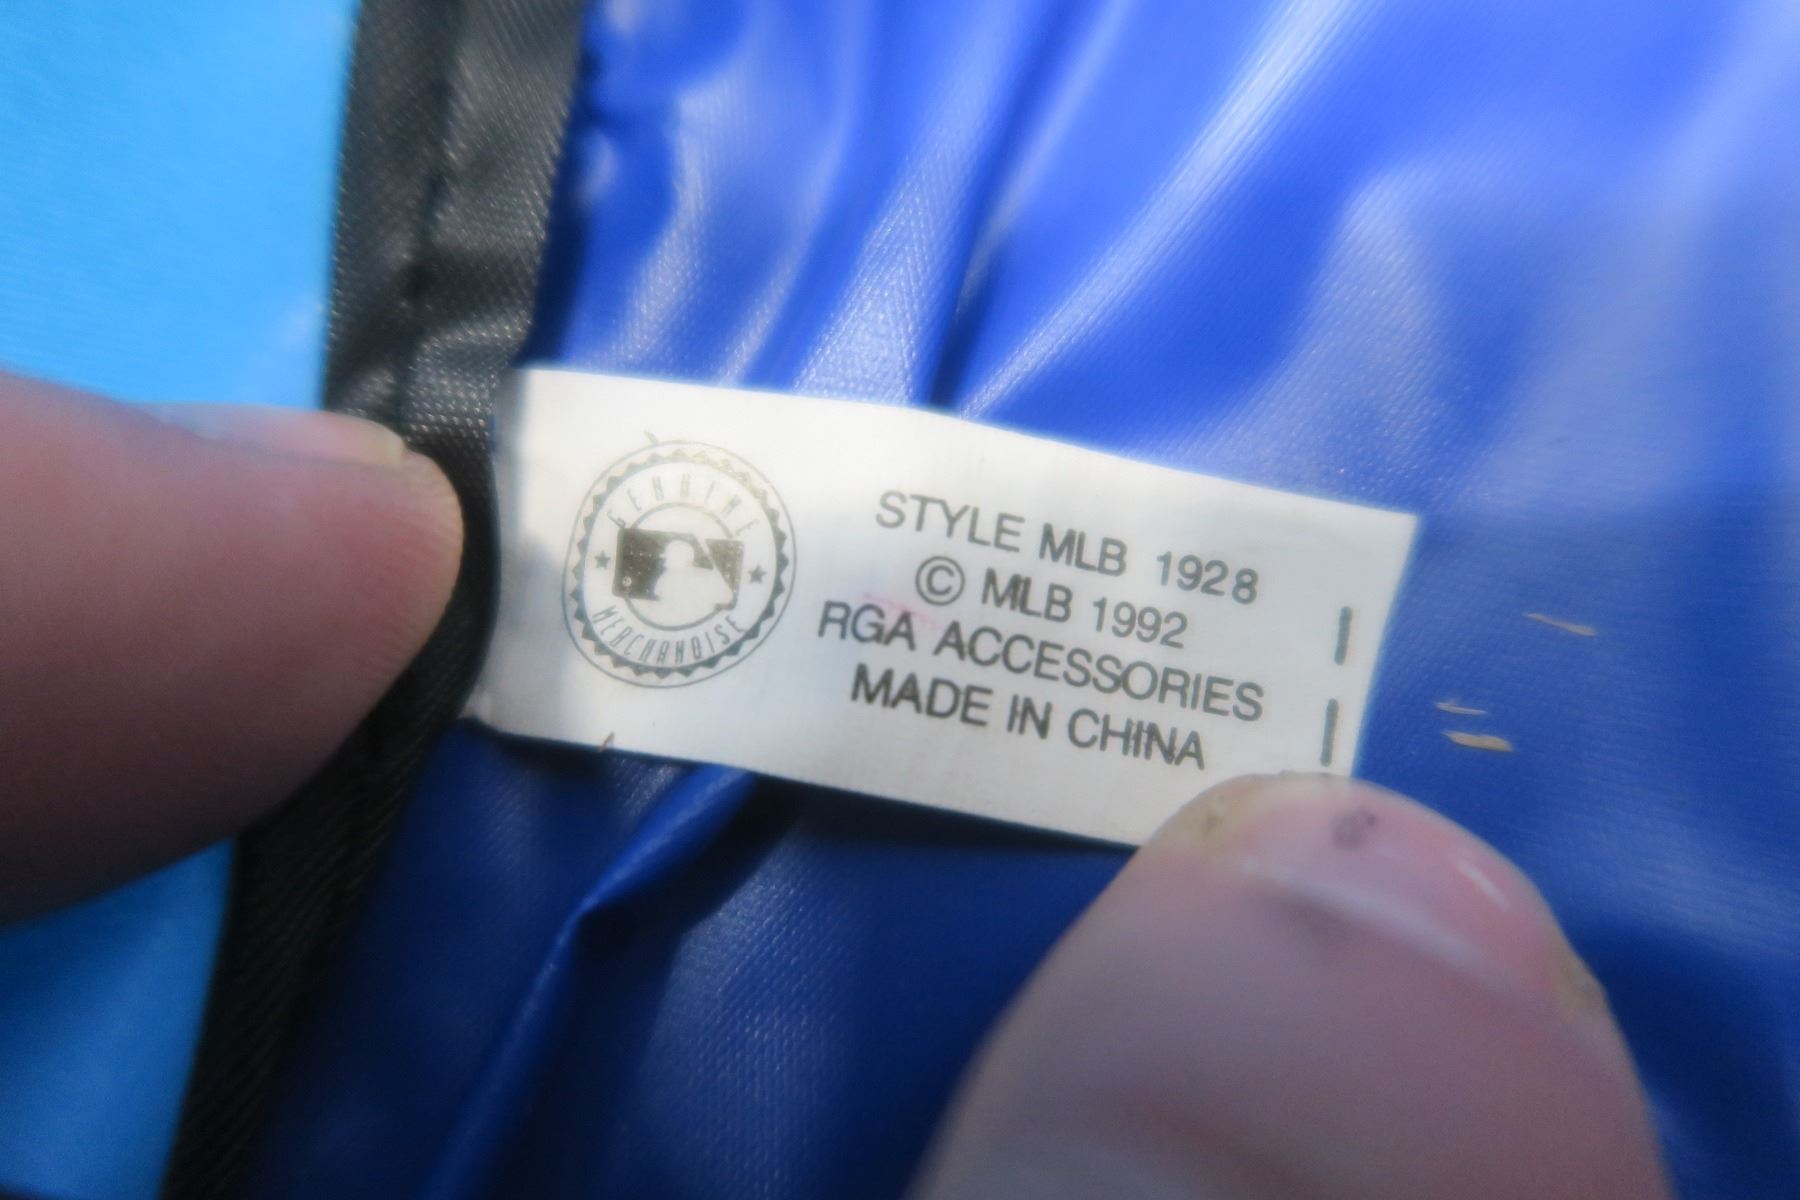 GENUINE
MERCHANDISE
STYLE MLB 1928
© MLB 1992
RGA ACCESSORIES
MADE IN CHINA